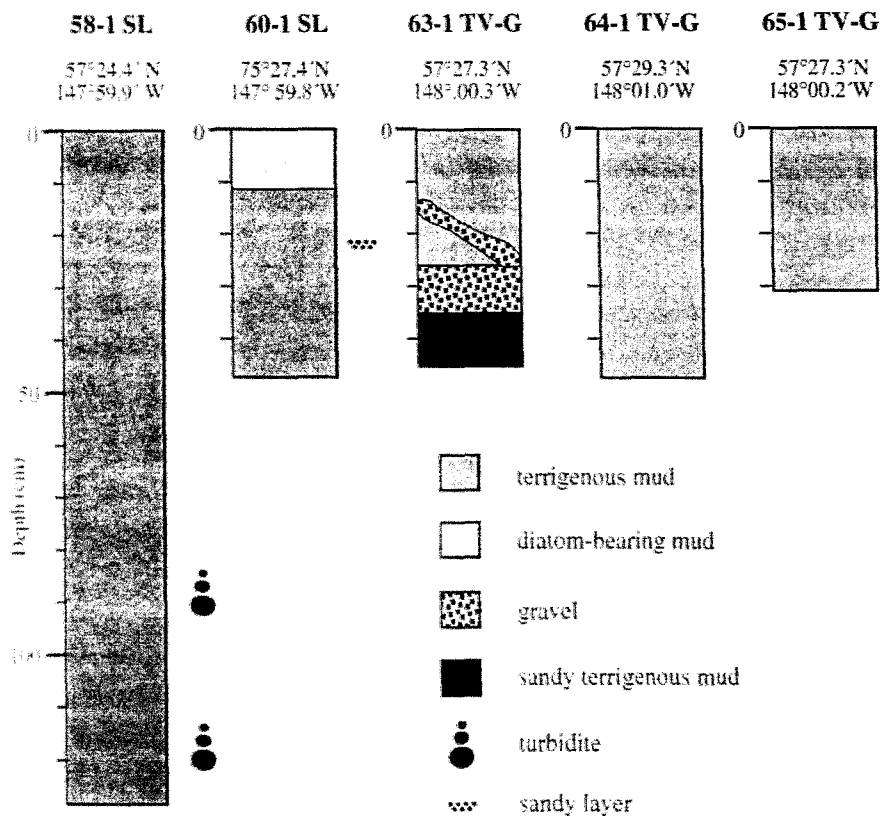 58-1 SL 60-1 SL 63-1 TV-G 64-1 TV-G 65-1 TV-G
57°24.4´N 75°27.4´N 57°27.3´N 57°29.3´N 57°27.3´N
147°59.9´W 147°59.8´W 148°.00.3´W 148°01.0´W 148°00.2´W
0 0 0 0 0
50
Depth (cm)
100
terrigenous mud
diatom-bearing mud
gravel
sandy terrigenous mud
turbidite
sandy layer